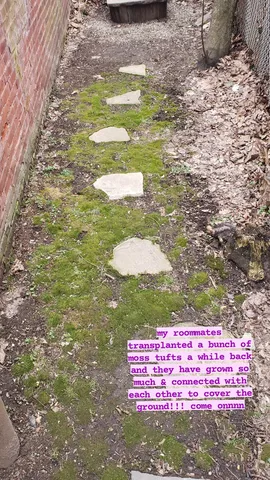 my roommates
transplanted a bunch of
moss tufts a while back
and they have grown so
much & connected with
each other to cover the
ground!!! come onnnn